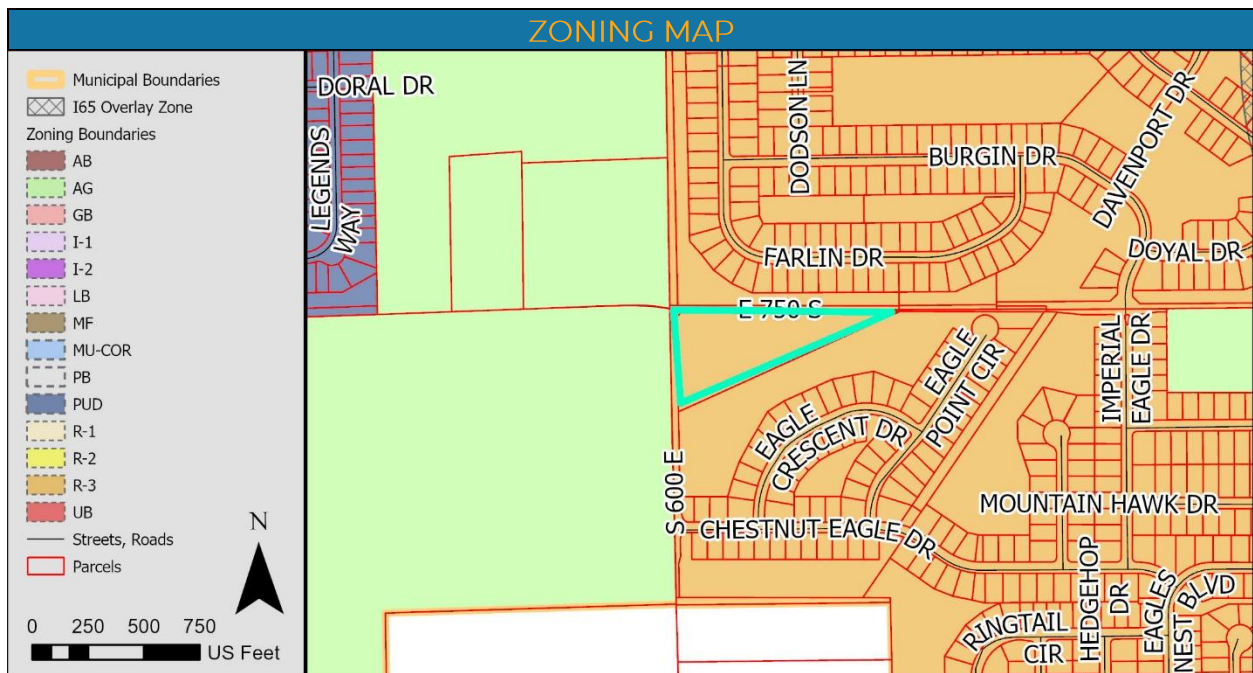 ZONING MAP
Municipal Boundaries
I65 Overlay Zone
Zoning Boundaries
AB
AG
GB
I-1
I-2
LB
MF
MU-COR
PB
PUD
R-1
R-2
R-3
UB
Streets, Roads
Parcels
N
0 250 500 750
US Feet
DORAL DR
LEGENDS
WAY
DODSON LN
BURGIN DR
DAVENPORT DR
FARLIN DR
DOYAL DR
E 750 S
EAGLE
POINT CIR
IMPERIAL
EAGLE DR
EAGLE
CRESCENT DR
S 600 E
CHESTNUT EAGLE DR
MOUNTAIN HAWK DR
HEDGEHOP
DR
EAGLES
NEST BLVD
RINGTAIL
CIR